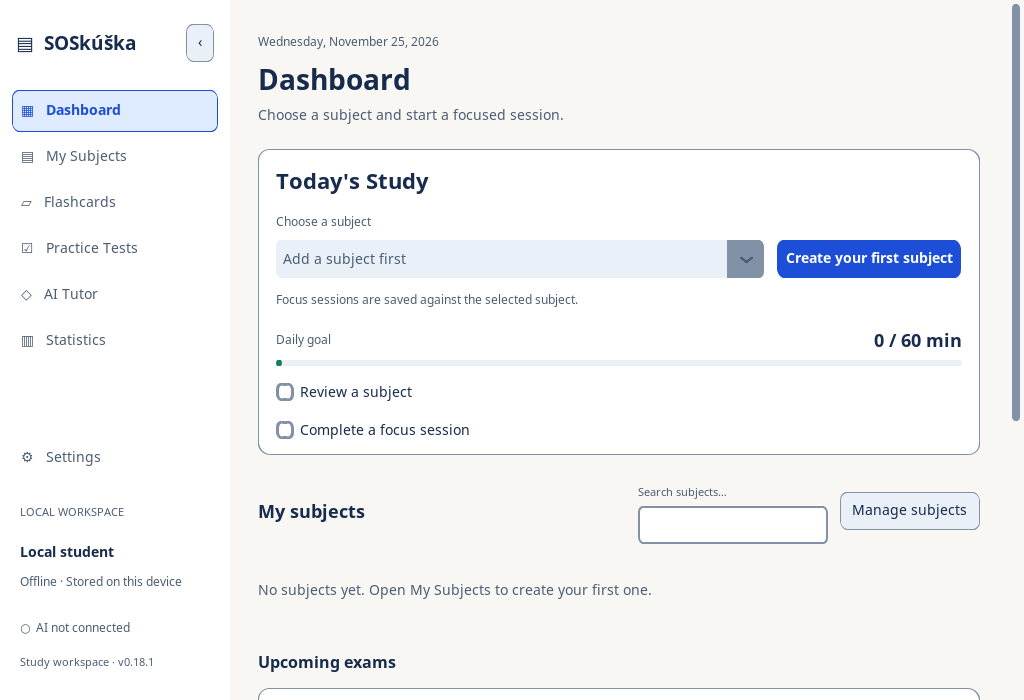 SOSkúška
‹
Dashboard
My Subjects
Flashcards
Practice Tests
AI Tutor
Statistics
Settings
LOCAL WORKSPACE
Local student
Offline · Stored on this device
AI not connected
Study workspace · v0.18.1
Wednesday, November 25, 2026
Dashboard
Choose a subject and start a focused session.
Today's Study
Choose a subject
Add a subject first
Create your first subject
Focus sessions are saved against the selected subject.
Daily goal
0 / 60 min
Review a subject
Complete a focus session
My subjects
Search subjects...
Manage subjects
No subjects yet. Open My Subjects to create your first one.
Upcoming exams